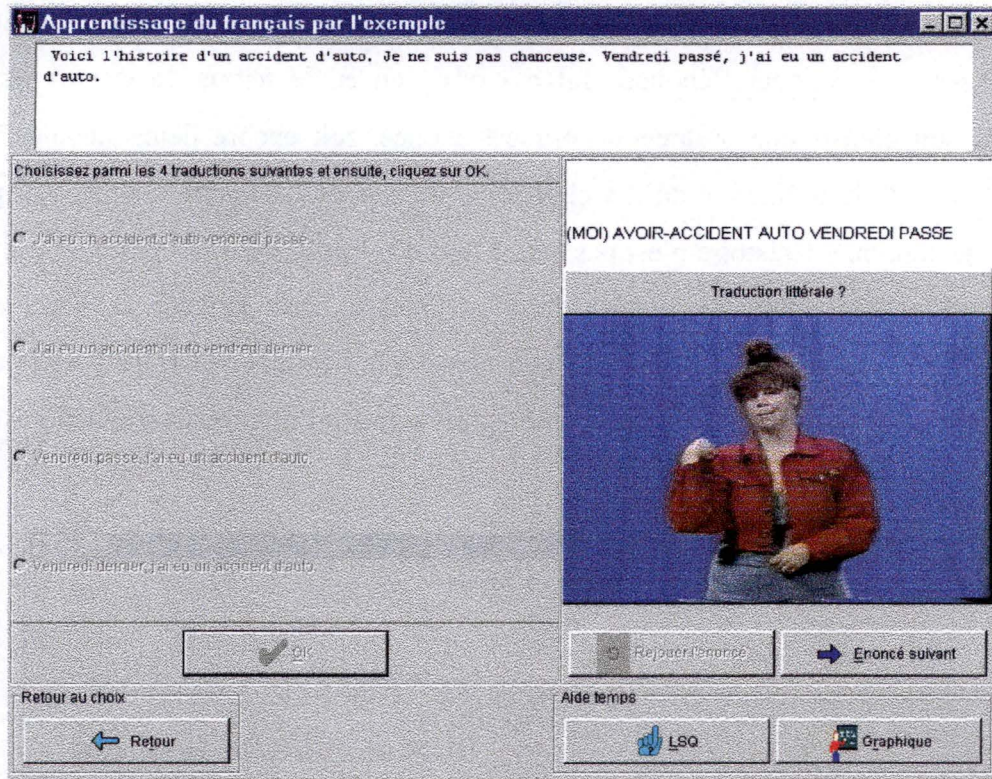 Apprentissage du français par l'exemple
Voici l'histoire d'un accident d'auto. Je ne suis pas chanceuse. Vendredi passé, j'ai eu un accident
d'auto.
Choisissez parmi les 4 traductions suivantes et ensuite, cliquez sur OK.
J'ai eu un accident d'auto vendredi passé.
J'ai eu un accident d'auto vendredi dernier.
Vendredi passé, j'ai eu un accident d'auto.
Vendredi dernier, j'ai eu un accident d'auto.
OK
(MOI) AVOIR-ACCIDENT AUTO VENDREDI PASSE
Traduction littérale ?
Rejouer l'énoncé
Enoncé suivant
Retour au choix
Retour
Aide temps
LSQ
Graphique